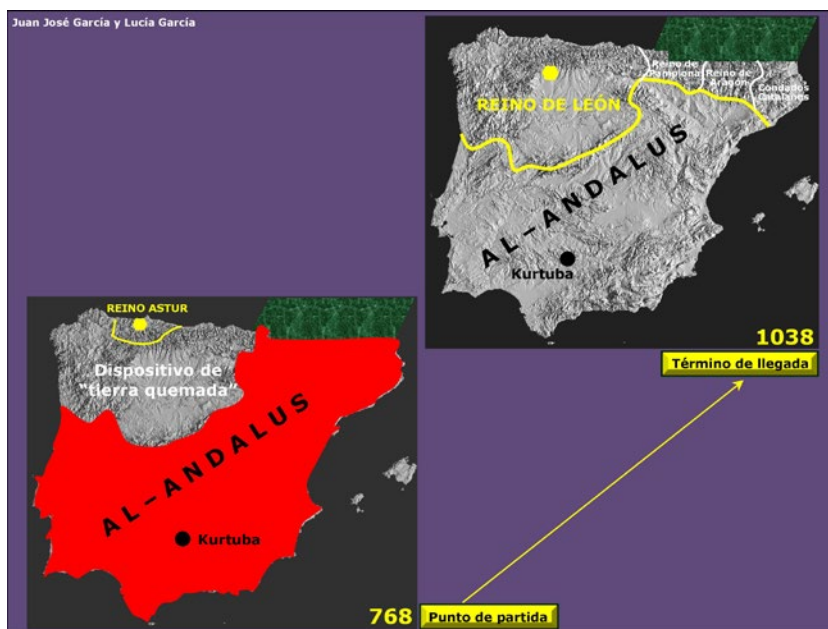 Juan José García y Lucía García
Reino de
Pamplona
Reino de
Aragón
Condados
Catalanes
REINO DE LEÓN
AL-ANDALUS
Kurtuba
1038
Término de llegada
REINO ASTUR
Dispositivo de
“tierra quemada”
AL-ANDALUS
Kurtuba
768
Punto de partida